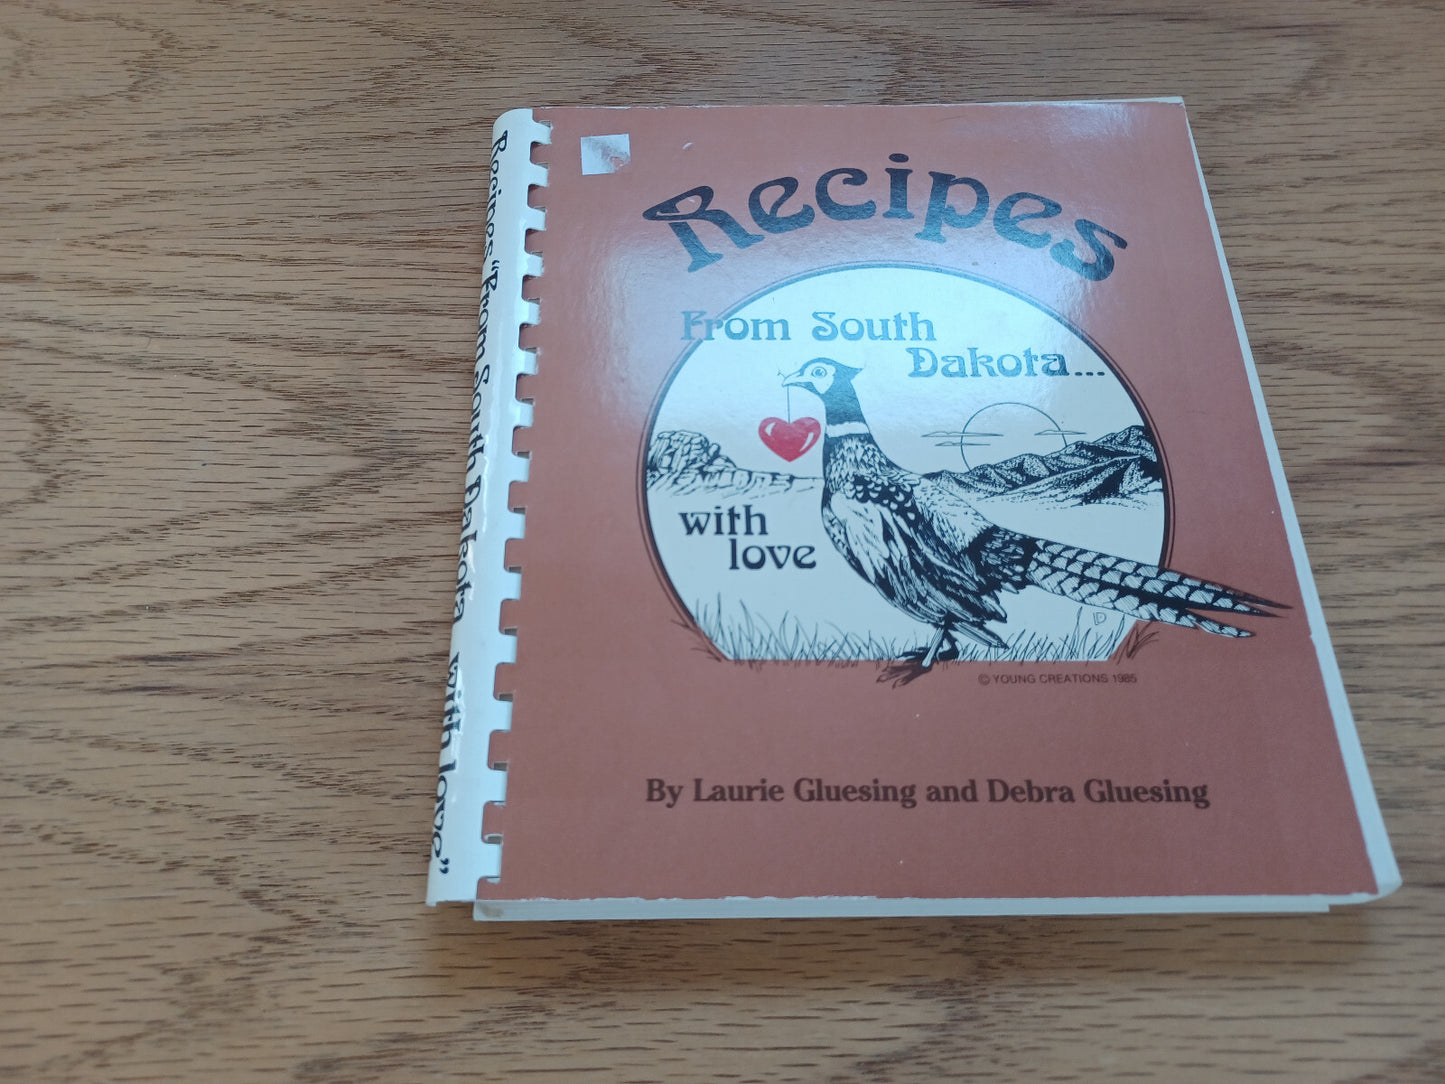 Recipes "From South Dakota with love"
Recipes
From South
Dakota...
with
love
© YOUNG CREATIONS 1985
By Laurie Gluesing and Debra Gluesing